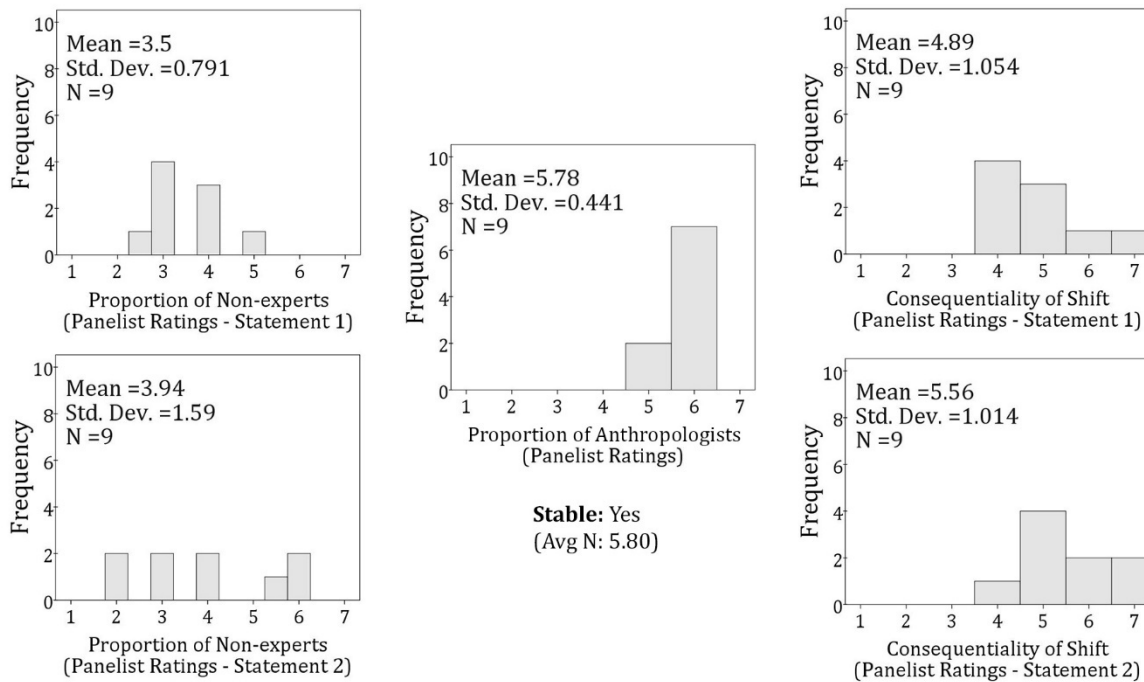 10
8
6
4
2
0
Frequency
Mean =3.5
Std. Dev. =0.791
N =9
1 2 3 4 5 6 7
Proportion of Non-experts
(Panelist Ratings - Statement 1)
10
8
6
4
2
0
Frequency
Mean =3.94
Std. Dev. =1.59
N =9
1 2 3 4 5 6 7
Proportion of Non-experts
(Panelist Ratings - Statement 2)
10
8
6
4
2
0
Frequency
Mean =5.78
Std. Dev. =0.441
N =9
1 2 3 4 5 6 7
Proportion of Anthropologists
(Panelist Ratings)
Stable: Yes
(Avg N: 5.80)
10
8
6
4
2
0
Frequency
Mean =4.89
Std. Dev. =1.054
N =9
1 2 3 4 5 6 7
Consequentiality of Shift
(Panelist Ratings - Statement 1)
10
8
6
4
2
0
Frequency
Mean =5.56
Std. Dev. =1.014
N =9
1 2 3 4 5 6 7
Consequentiality of Shift
(Panelist Ratings - Statement 2)